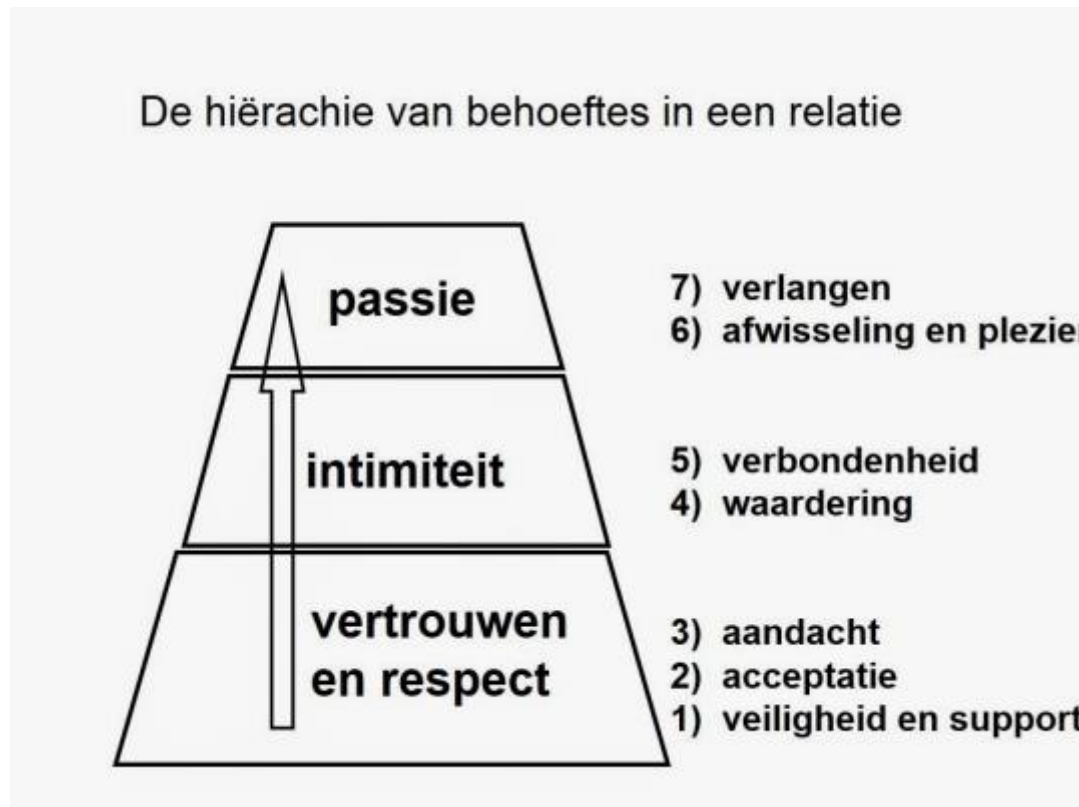 De hiërachie van behoeftes in een relatie
passie
7) verlangen
6) afwisseling en plezie
intimiteit
5) verbondenheid
4) waardering
vertrouwen
en respect
3) aandacht
2) acceptatie
1) veiligheid en support